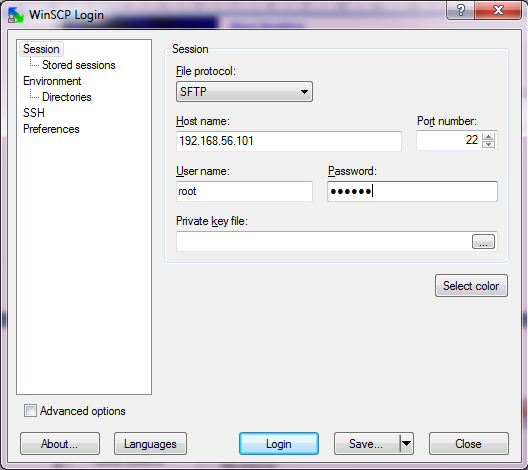 WinSCP Login
Session
Stored sessions
Environment
Directories
SSH
Preferences
Session
File protocol:
SFTP
Host name:
Port number:
192.168.56.101
22
User name:
Password:
root
●●●●●●
Private key file:
...
Select color
Advanced options
About...
Languages
Login
Save...
Close